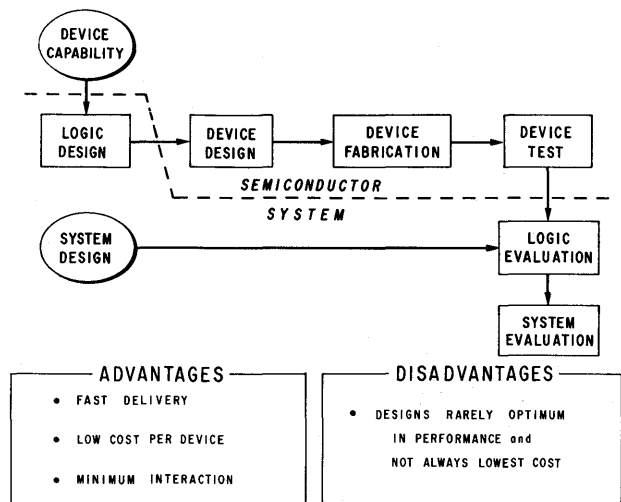 DEVICE
CAPABILITY
LOGIC
DESIGN
DEVICE
DESIGN
DEVICE
FABRICATION
DEVICE
TEST
SEMICONDUCTOR
SYSTEM
SYSTEM
DESIGN
LOGIC
EVALUATION
SYSTEM
EVALUATION
ADVANTAGES
• FAST DELIVERY
• LOW COST PER DEVICE
• MINIMUM INTERACTION
DISADVANTAGES
• DESIGNS RARELY OPTIMUM
IN PERFORMANCE and
NOT ALWAYS LOWEST COST